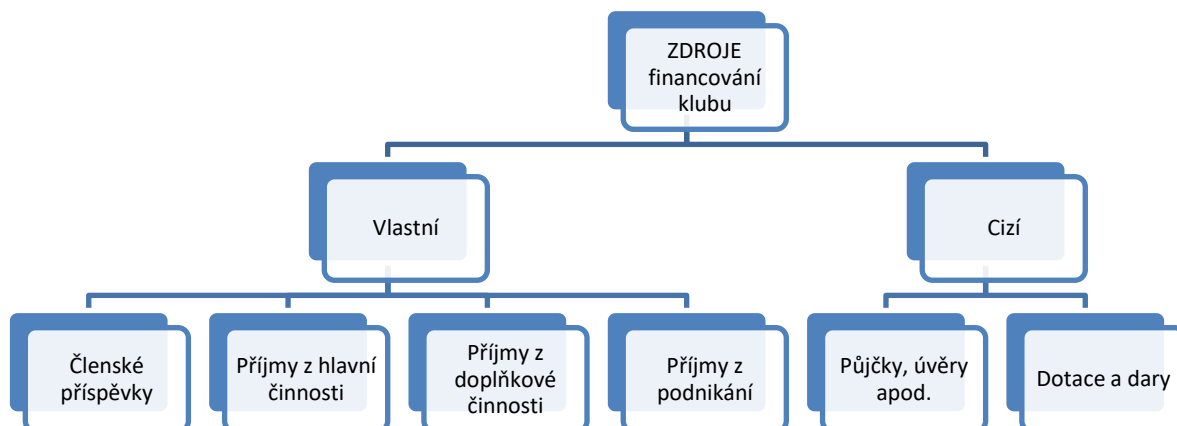 ZDROJE
financování
klubu
Vlastní
Cizí
Členské
příspěvky
Příjmy z hlavní
činnosti
Příjmy z
doplňkové
činnosti
Příjmy z
podnikání
Půjčky, úvěry
apod.
Dotace a dary